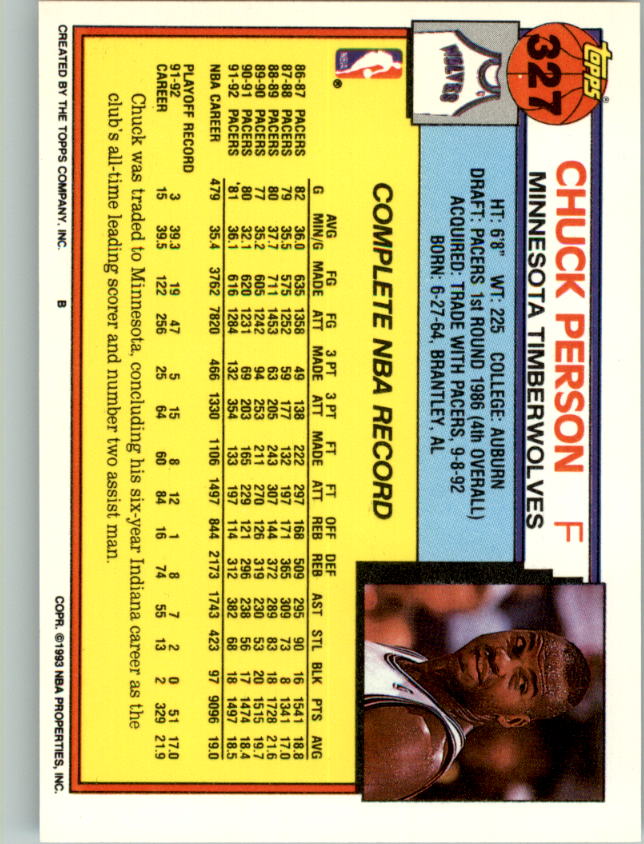 TOPPS
327
WOLVES
CHUCK PERSON F
MINNESOTA TIMBERWOLVES
HT: 6'8" WT: 225 COLLEGE: AUBURN
DRAFT: PACERS 1st ROUND 1986 (4th OVERALL)
ACQUIRED: TRADE WITH PACERS, 9-8-92
BORN: 6-27-64, BRANTLEY, AL
NBA
COMPLETE NBA RECORD
AVG FG FG 3 PT 3 PT FT FT OFF DEF
G MIN/G MADE ATT MADE ATT MADE ATT REB REB AST STL BLK PTS AVG
86-87 PACERS 82 36.0 635 1358 49 138 222 297 168 509 295 90 16 1541 18.8
87-88 PACERS 79 35.5 575 1252 59 177 132 197 171 365 309 73 8 1341 17.0
88-89 PACERS 80 37.7 711 1453 63 205 243 307 144 372 289 83 18 1728 21.6
89-90 PACERS 77 35.2 605 1242 94 253 211 270 126 319 230 53 20 1515 19.7
90-91 PACERS 80 32.1 620 1231 69 203 165 229 121 296 238 56 17 1474 18.4
91-92 PACERS '81 36.1 616 1284 132 354 133 197 114 312 382 68 18 1497 18.5
NBA CAREER 479 35.4 3762 7820 466 1330 1106 1497 844 2173 1743 423 97 9096 19.0
PLAYOFF RECORD
91-92 3 39.3 19 47 5 15 8 12 1 8 7 2 0 51 17.0
CAREER 15 39.5 122 256 25 64 60 84 16 74 55 13 2 329 21.9
Chuck was traded to Minnesota, concluding his six-year Indiana career as the
club's all-time leading scorer and number two assist man.
CREATED BY THE TOPPS COMPANY, INC. B COPR. ©1993 NBA PROPERTIES, INC.